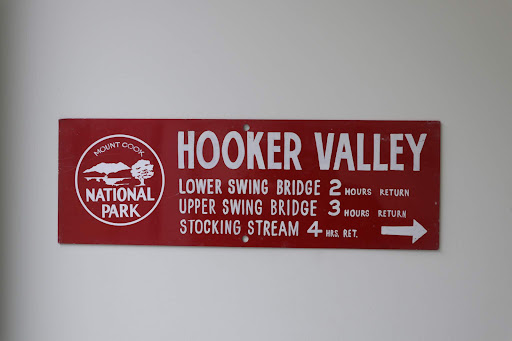 MOUNT COOK
NATIONAL
PARK
HOOKER VALLEY
LOWER SWING BRIDGE 2 HOURS RETURN
UPPER SWING BRIDGE 3 HOURS RETURN
STOCKING STREAM 4 HRS. RET.